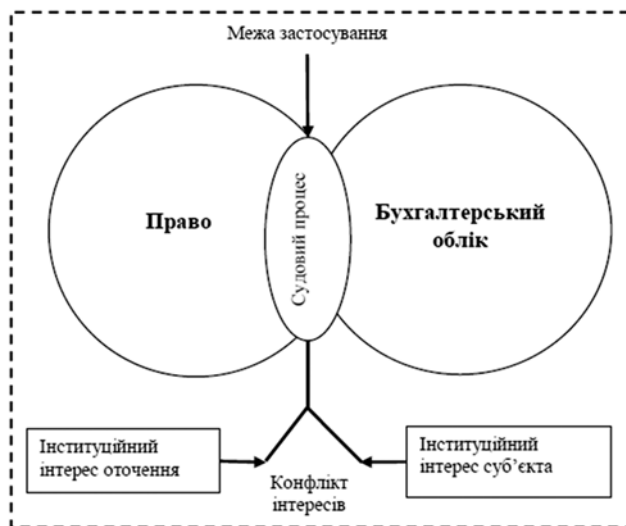 Межа застосування
Право
Судовий процес
Бухгалтерський
облік
Інституційний
інтерес оточення
Конфлікт
інтересів
Інституційний
інтерес суб’єкта